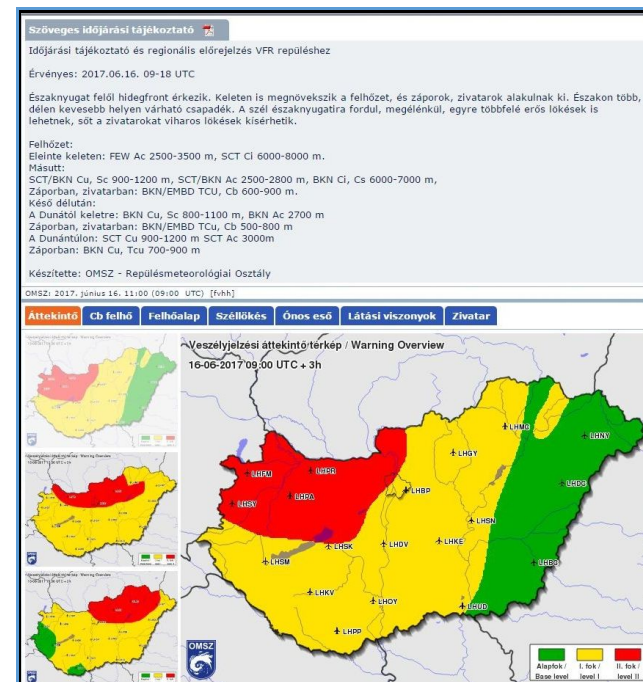 Szöveges időjárási tájékoztató
Időjárási tájékoztató és regionális előrejelzés VFR repüléshez
Érvényes: 2017.06.16. 09-18 UTC
Északnyugat felől hidegfront érkezik. Keleten is megnövekszik a felhőzet, és záporok, zivatarok alakulnak ki. Északon több,
délen kevesebb helyen várható csapadék. A szél északnyugatira fordul, megélénkül, egyre többfelé erős lökések is
lehetnek, sőt a zivatarokat viharos lökések kísérhetik.
Felhőzet:
Eleinte keleten: FEW Ac 2500-3500 m, SCT Ci 6000-8000 m.
Másutt:
SCT/BKN Cu, Sc 900-1200 m, SCT/BKN Ac 2500-2800 m, BKN Ci, Cs 6000-7000 m,
Záporban, zivatarban: BKN/EMBD TCU, Cb 600-900 m.
Késő délután:
A Dunától keletre: BKN Cu, Sc 800-1100 m, BKN Ac 2700 m
Záporban, zivatarban: BKN/EMBD TCu, Cb 500-800 m
A Dunántúlon: SCT Cu 900-1200 m SCT Ac 3000m
Záporban: BKN Cu, Tcu 700-900 m
Készítette: OMSZ - Repülésmeteorológiai Osztály
OMSZ: 2017. június 16. 11:00 (09:00 UTC) [fvhh]
Áttekintő Cb felhő Felhőalap Széllökés Ónos eső Látási viszonyok Zivatar
Veszélyjelzési áttekintő térkép / Warning Overview
16-06-2017 09:00 UTC + 3h
LHMC
LHNY
LHGY
LHFM
LHPR
LHDC
LHBP
LHPA
LHSY
LHSN
LHSK
LHDV
LHKE
LHSM
LHBC
LHKV
LHOY
LHUD
LHPP
OMSZ
Alapfok / I. fok / II. fok /
Base level level I level II